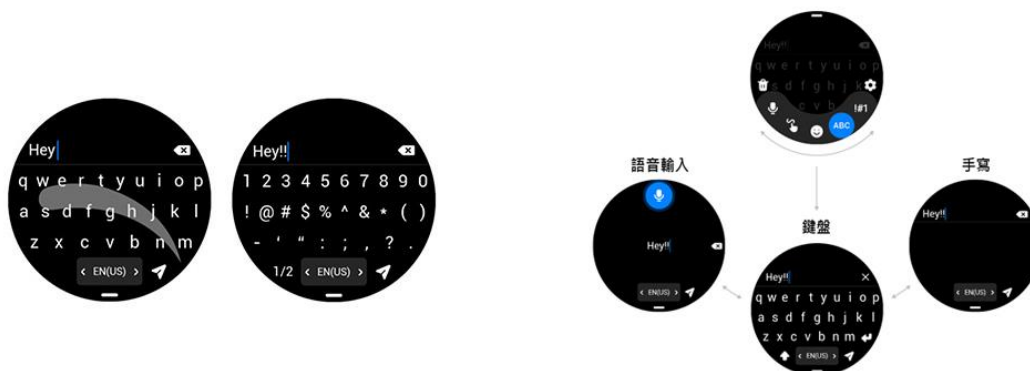 Hey
q w e r t y u i o p
a s d f g h j k l
z x c v b n m
< EN(US) >
Hey!!
1 2 3 4 5 6 7 8 9 0
! @ # $ % ^ & * ( )
- ' " : ; , ? .
1/2 < EN(US) >
Hey!!
q w e r t y u i o p
s d f g h j k
c v b
!#1
ABC
語音輸入
Hey!!
< EN(US) >
鍵盤
Hey!!
q w e r t y u i o p
a s d f g h j k l
z x c v b n m
< EN(US) >
手寫
Hey!!
< EN(US) >